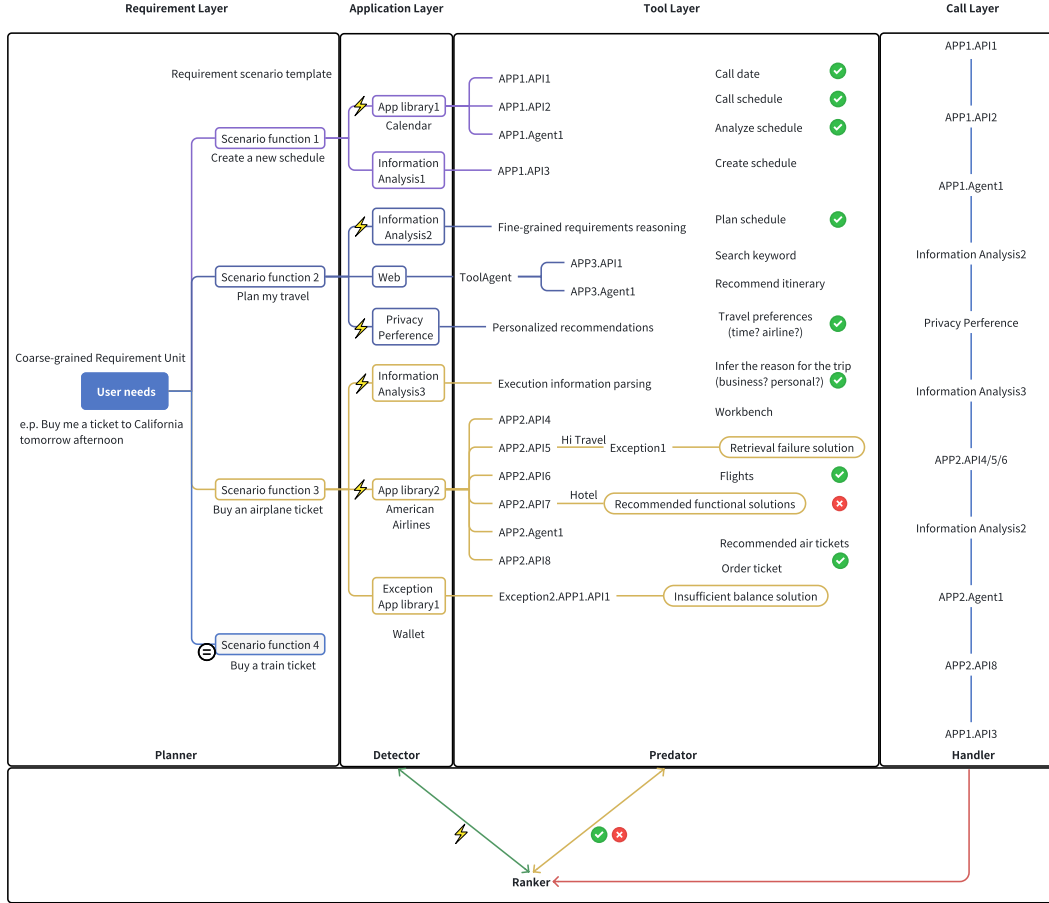 Requirement Layer
Application Layer
Tool Layer
Call Layer
Requirement scenario template
Scenario function 1
Create a new schedule
Scenario function 2
Plan my travel
Coarse-grained Requirement Unit
User needs
e.p. Buy me a ticket to California
tomorrow afternoon
Scenario function 3
Buy an airplane ticket
Scenario function 4
Buy a train ticket
Planner
App library1
Calendar
Information
Analysis1
Information
Analysis2
Web
Privacy
Perference
Information
Analysis3
App library2
American
Airlines
Exception
App library1
Wallet
Detector
APP1.API1
Call date
APP1.API2
Call schedule
APP1.Agent1
Analyze schedule
APP1.API3
Create schedule
Fine-grained requirements reasoning
Plan schedule
ToolAgent
APP3.API1
Search keyword
APP3.Agent1
Recommend itinerary
Personalized recommendations
Travel preferences
(time? airline?)
Execution information parsing
Infer the reason for the trip
(business? personal?)
APP2.API4
Workbench
APP2.API5
Hi Travel
Exception1
Retrieval failure solution
APP2.API6
Flights
APP2.API7
Hotel
Recommended functional solutions
APP2.Agent1
Recommended air tickets
APP2.API8
Order ticket
Exception2.APP1.API1
Insufficient balance solution
Predator
APP1.API1
APP1.API2
APP1.Agent1
Information Analysis2
Privacy Perference
Information Analysis3
APP2.API4/5/6
Information Analysis2
APP2.Agent1
APP2.API8
APP1.API3
Handler
Ranker